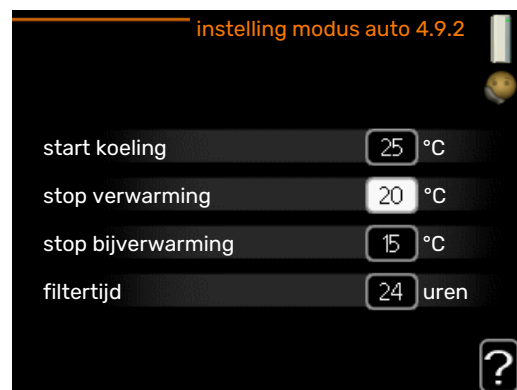 instelling modus auto 4.9.2
start koeling 25 °C
stop verwarming 20 °C
stop bijverwarming 15 °C
filtertijd 24 uren
?